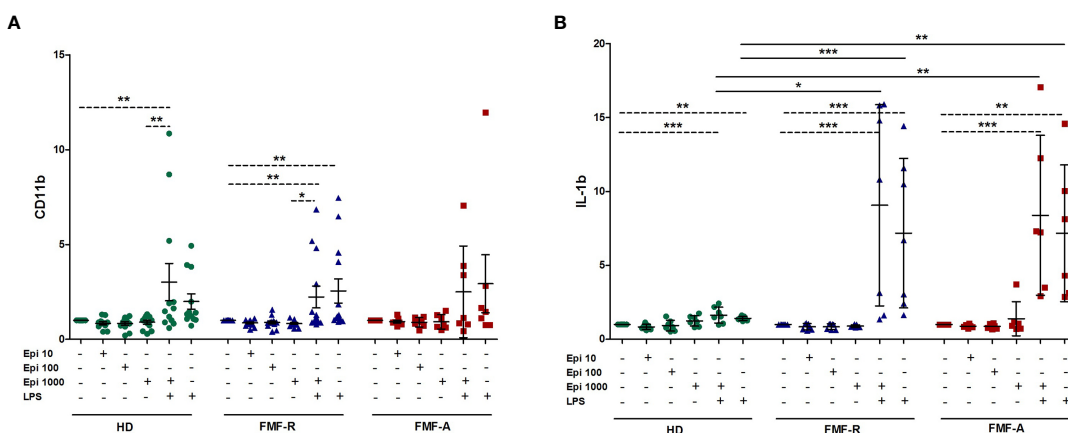 A
15
10
5
0
CD11b
**
**
**
**
*
Epi 10 - + - - - - - + - - - - - + - - - -
Epi 100 - - + - - - - - + - - - - - + - - -
Epi 1000 - - - + + - - - - + + - - - - + + -
LPS - - - - + + - - - - + + - - - - + +
HD FMF-R FMF-A
B
20
15
10
5
0
IL-1b
**
***
**
*
** *** **
*** *** ***
Epi 10 - + - - - - - + - - - - - + - - - -
Epi 100 - - + - - - - - + - - - - - + - - -
Epi 1000 - - - + + - - - - + + - - - - + + -
LPS - - - - + + - - - - + + - - - - + +
HD FMF-R FMF-A